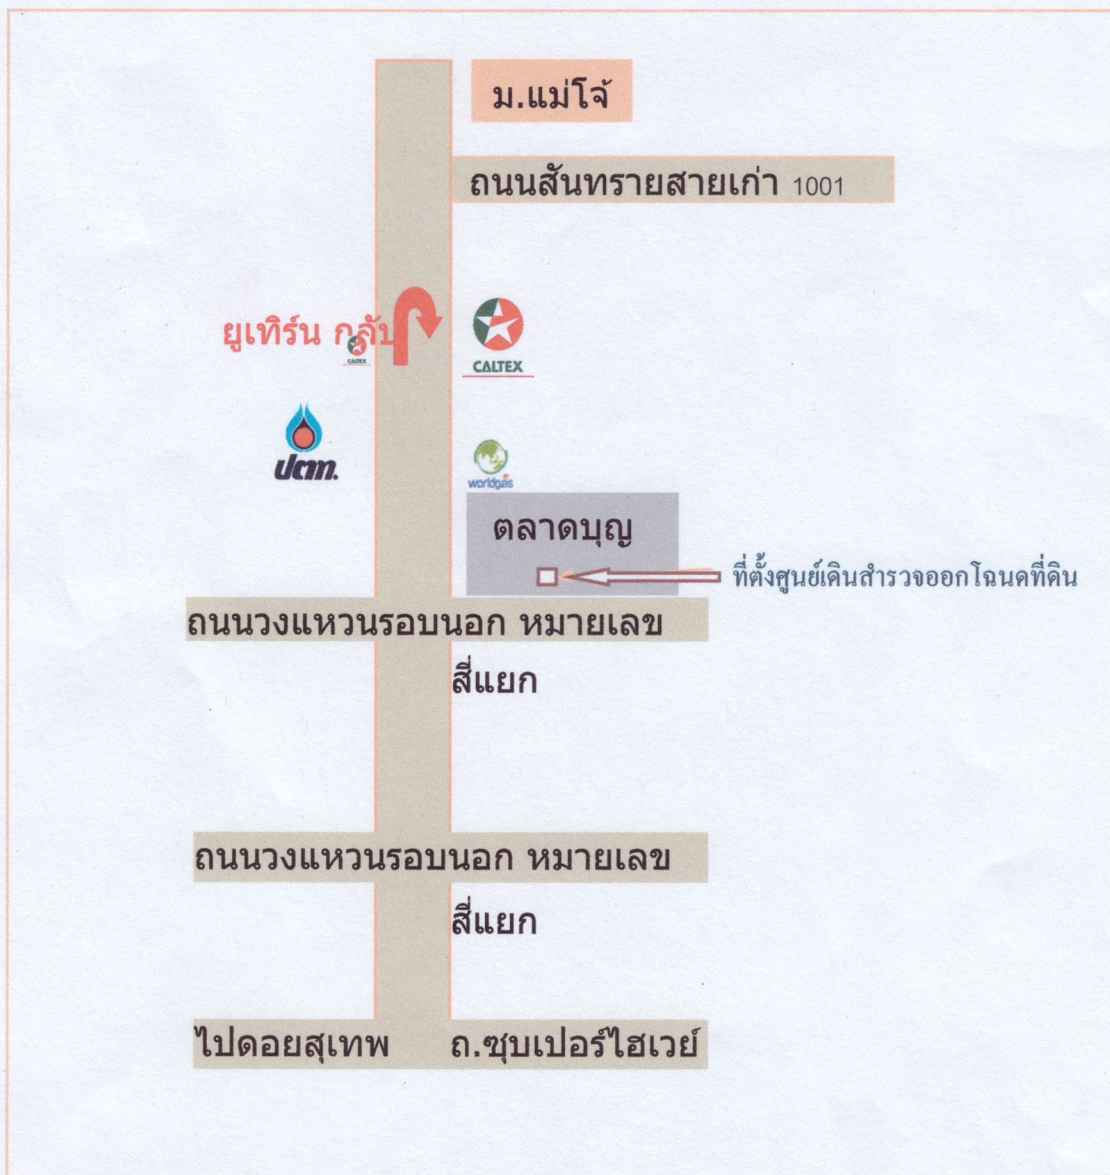 ม.แม่โจ้
ถนนสันทรายสายเก่า 1001
ยูเทิร์น กลับ
CALTEX
CALTEX
ปตท.
worldgas
ตลาดบุญ
ที่ตั้งศูนย์เดินสำรวจออกโฉนดที่ดิน
ถนนวงแหวนรอบนอก หมายเลข
สี่แยก
ถนนวงแหวนรอบนอก หมายเลข
สี่แยก
ไปดอยสุเทพ ถ.ซุบเปอร์ไฮเวย์